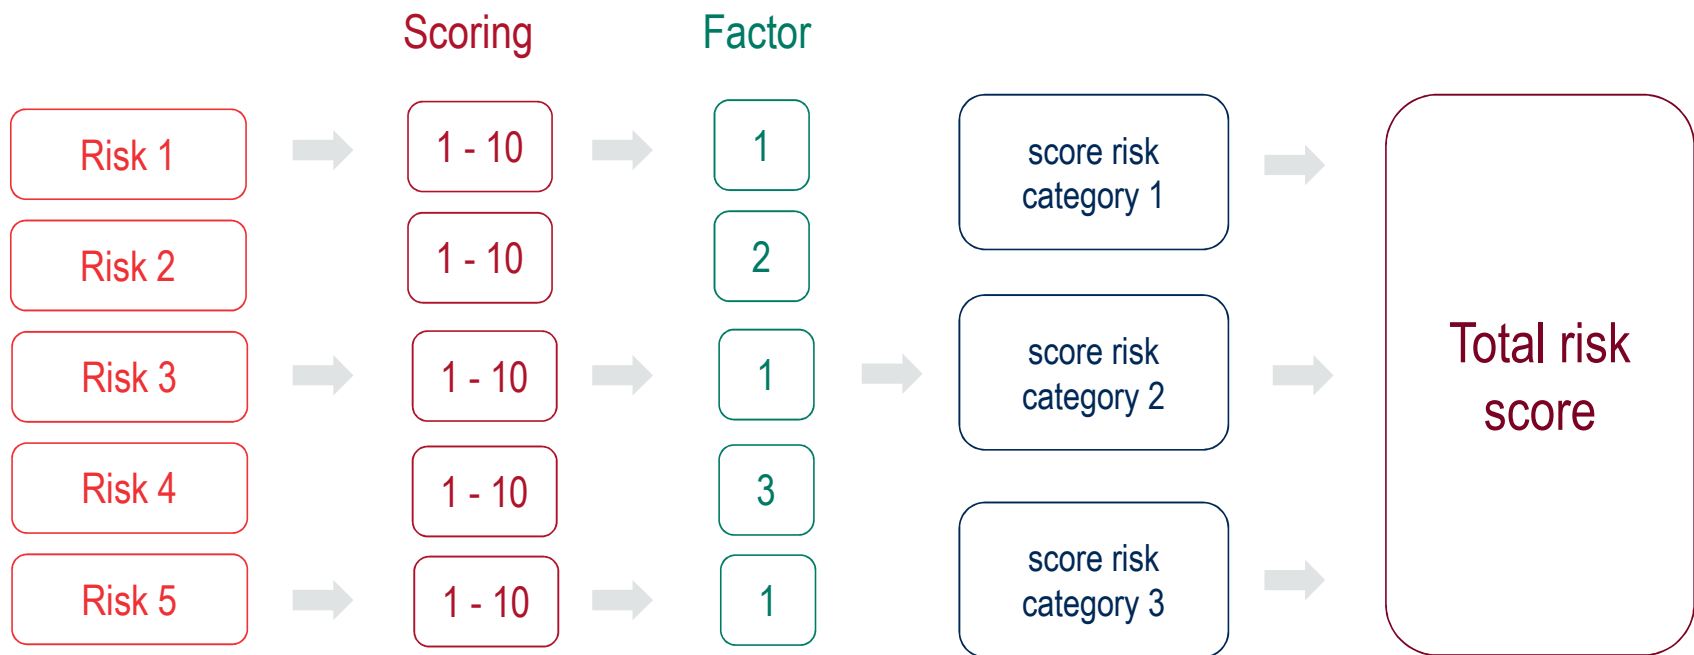 Scoring
Factor
Risk 1
1 - 10
1
score risk
category 1
Risk 2
1 - 10
2
Risk 3
1 - 10
1
score risk
category 2
Total risk
score
Risk 4
1 - 10
3
Risk 5
1 - 10
1
score risk
category 3